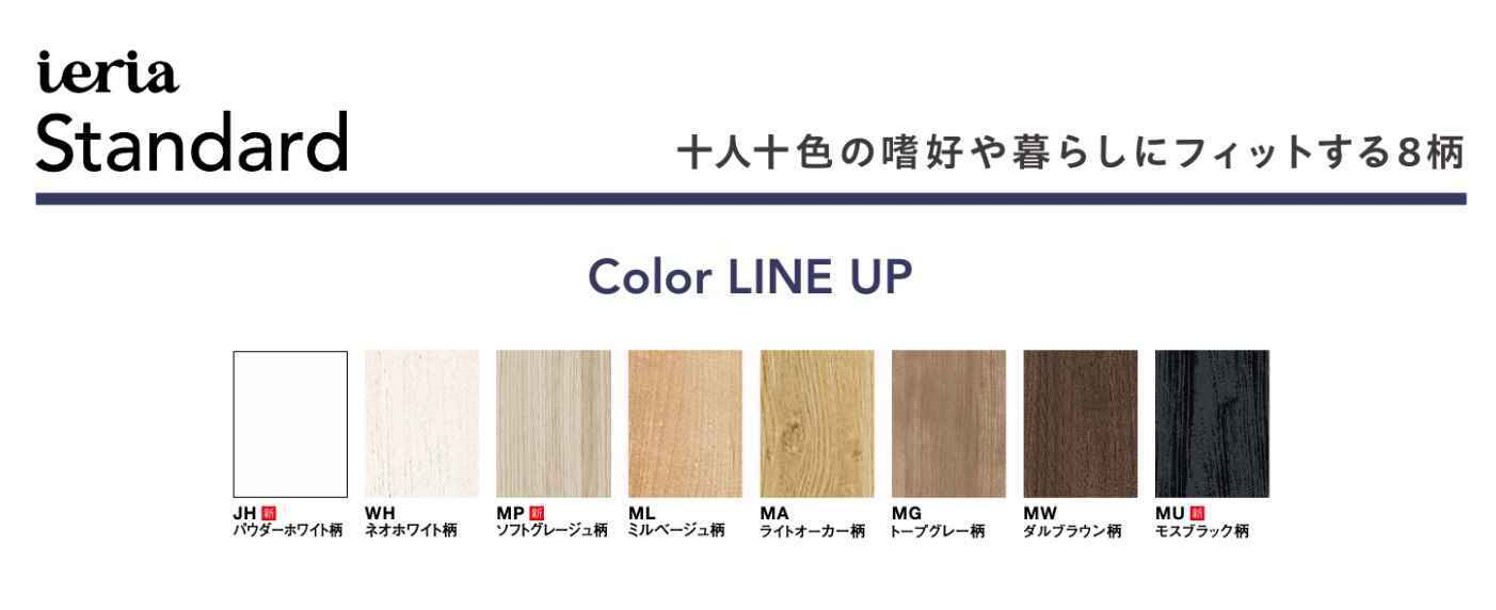 ieria
Standard
十人十色の嗜好や暮らしにフィットする8柄
Color LINE UP
JH 新
パウダーホワイト柄
WH
ネオホワイト柄
MP 新
ソフトグレージュ柄
ML
ミルベージュ柄
MA
ライトオーカー柄
MG
トープグレー柄
MW
ダルブラウン柄
MU 新
モスブラック柄